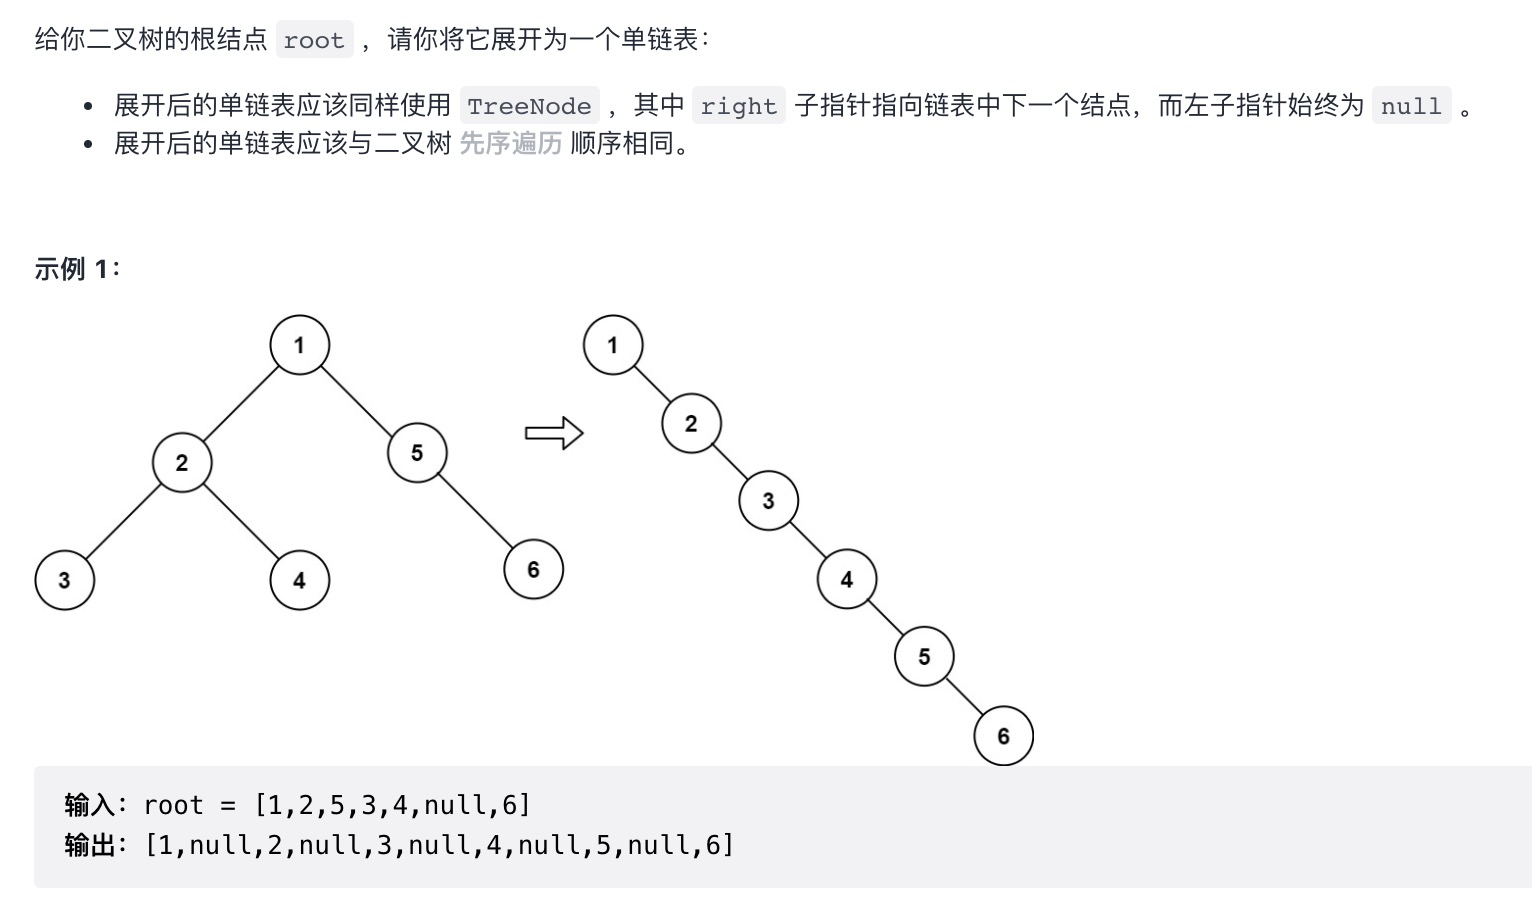 给你二叉树的根结点 root ，请你将它展开为一个单链表：
• 展开后的单链表应该同样使用 TreeNode ，其中 right 子指针指向链表中下一个结点，而左子指针始终为 null 。
• 展开后的单链表应该与二叉树 先序遍历 顺序相同。
示例 1：
1
2
5
3
4
6
1
2
3
4
5
6
输入：root = [1,2,5,3,4,null,6]
输出：[1,null,2,null,3,null,4,null,5,null,6]